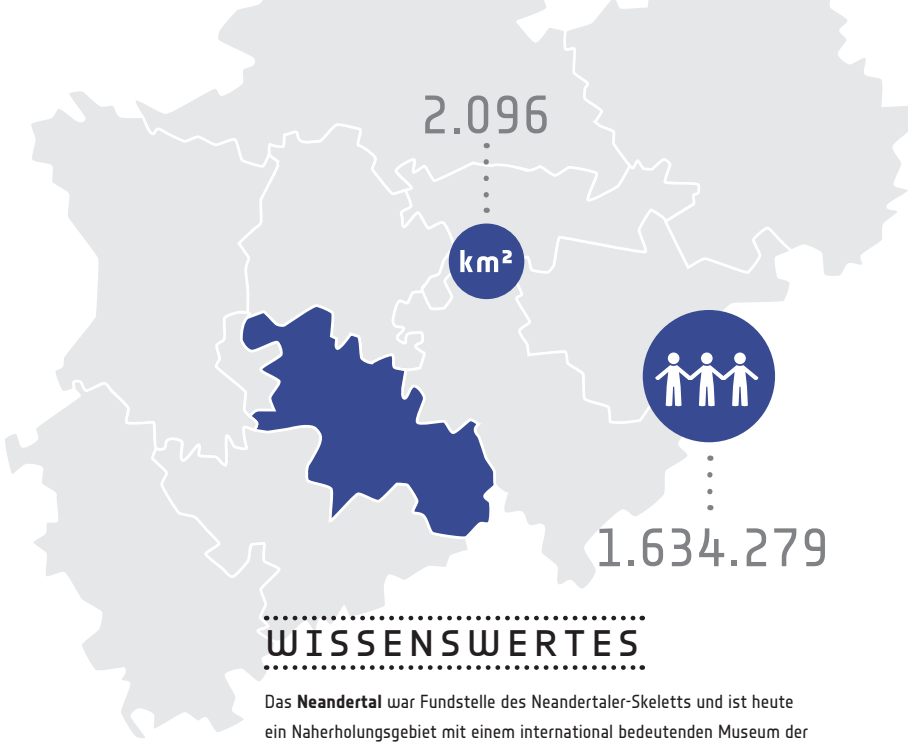 2.096
km²
1.634.279
WISSENSWERTES
Das Neandertal war Fundstelle des Neandertaler-Skeletts und ist heute
ein Naherholungsgebiet mit einem international bedeutenden Museum der